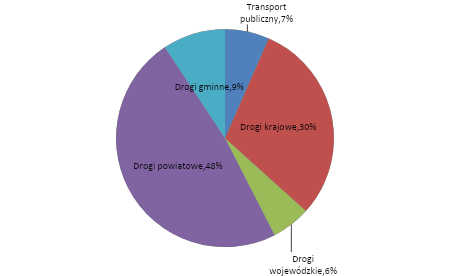 Transport
publiczny,7%
Drogi gminne,9%
Drogi krajowe,30%
Drogi powiatowe,48%
Drogi
wojewódzkie,6%